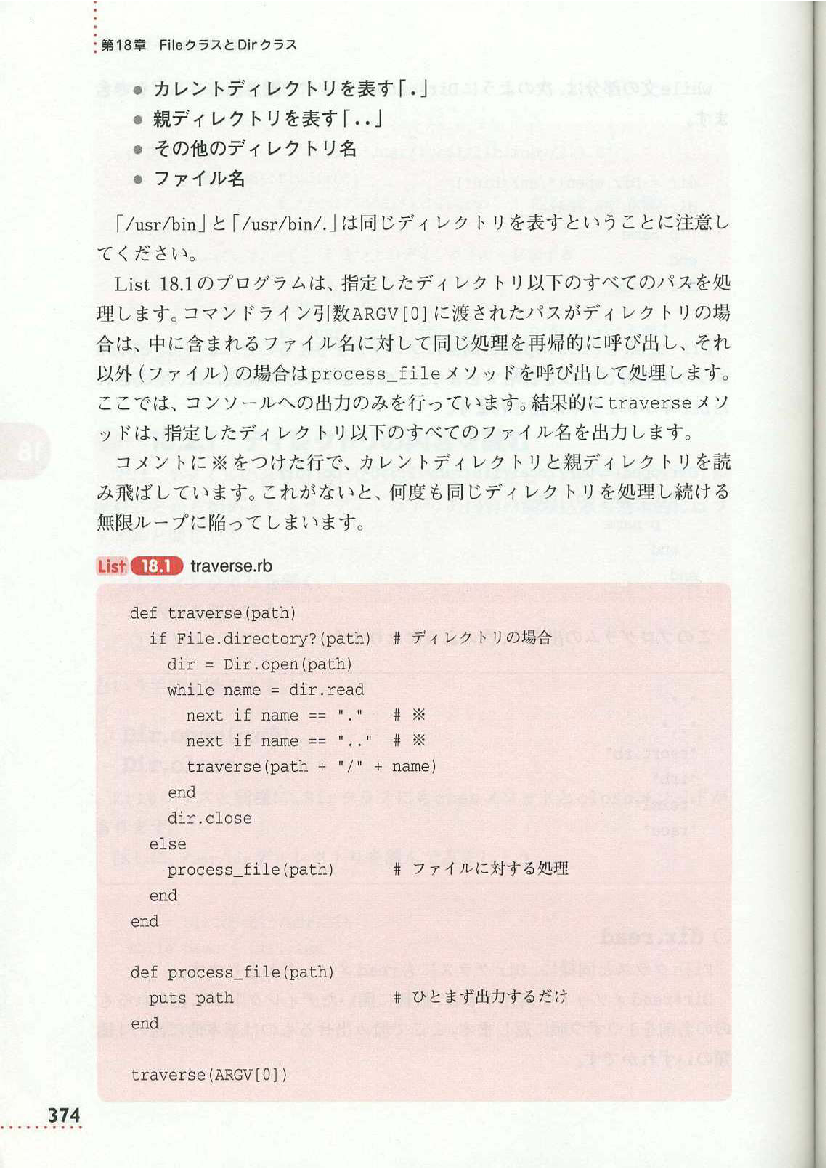 第18章 FileクラスとDirクラス
● カレントディレクトリを表す「.」
● 親ディレクトリを表す「..」
● その他のディレクトリ名
● ファイル名
「/usr/bin」と「/usr/bin/.」は同じディレクトリを表すということに注意し
てください。
List 18.1のプログラムは、指定したディレクトリ以下のすべてのパスを処
理します。コマンドライン引数ARGV[0]に渡されたパスがディレクトリの場
合は、中に含まれるファイル名に対して同じ処理を再帰的に呼び出し、それ
以外(ファイル)の場合はprocess_fileメソッドを呼び出して処理します。
ここでは、コンソールへの出力のみを行っています。結果的にtraverseメソ
ッドは、指定したディレクトリ以下のすべてのファイル名を出力します。
コメントに※をつけた行で、カレントディレクトリと親ディレクトリを読
み飛ばしています。これがないと、何度も同じディレクトリを処理し続ける
無限ループに陥ってしまいます。
18
List 18.1 traverse.rb
def traverse(path)
  if File.directory?(path)  # ディレクトリの場合
    dir = Dir.open(path)
    while name = dir.read
      next if name == "."   # ※
      next if name == ".."  # ※
      traverse(path + "/" + name)
    end
    dir.close
  else
    process_file(path)      # ファイルに対する処理
  end
end
def process_file(path)
  puts path                 # ひとまず出力するだけ
end
traverse(ARGV[0])
374